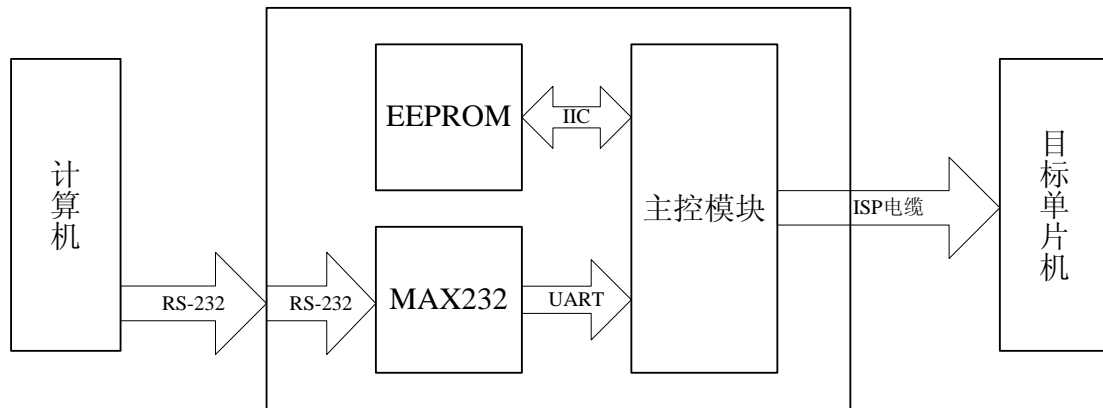 计算机
RS-232
RS-232
EEPROM
IIC
MAX232
UART
主控模块
ISP电缆
目标单片机